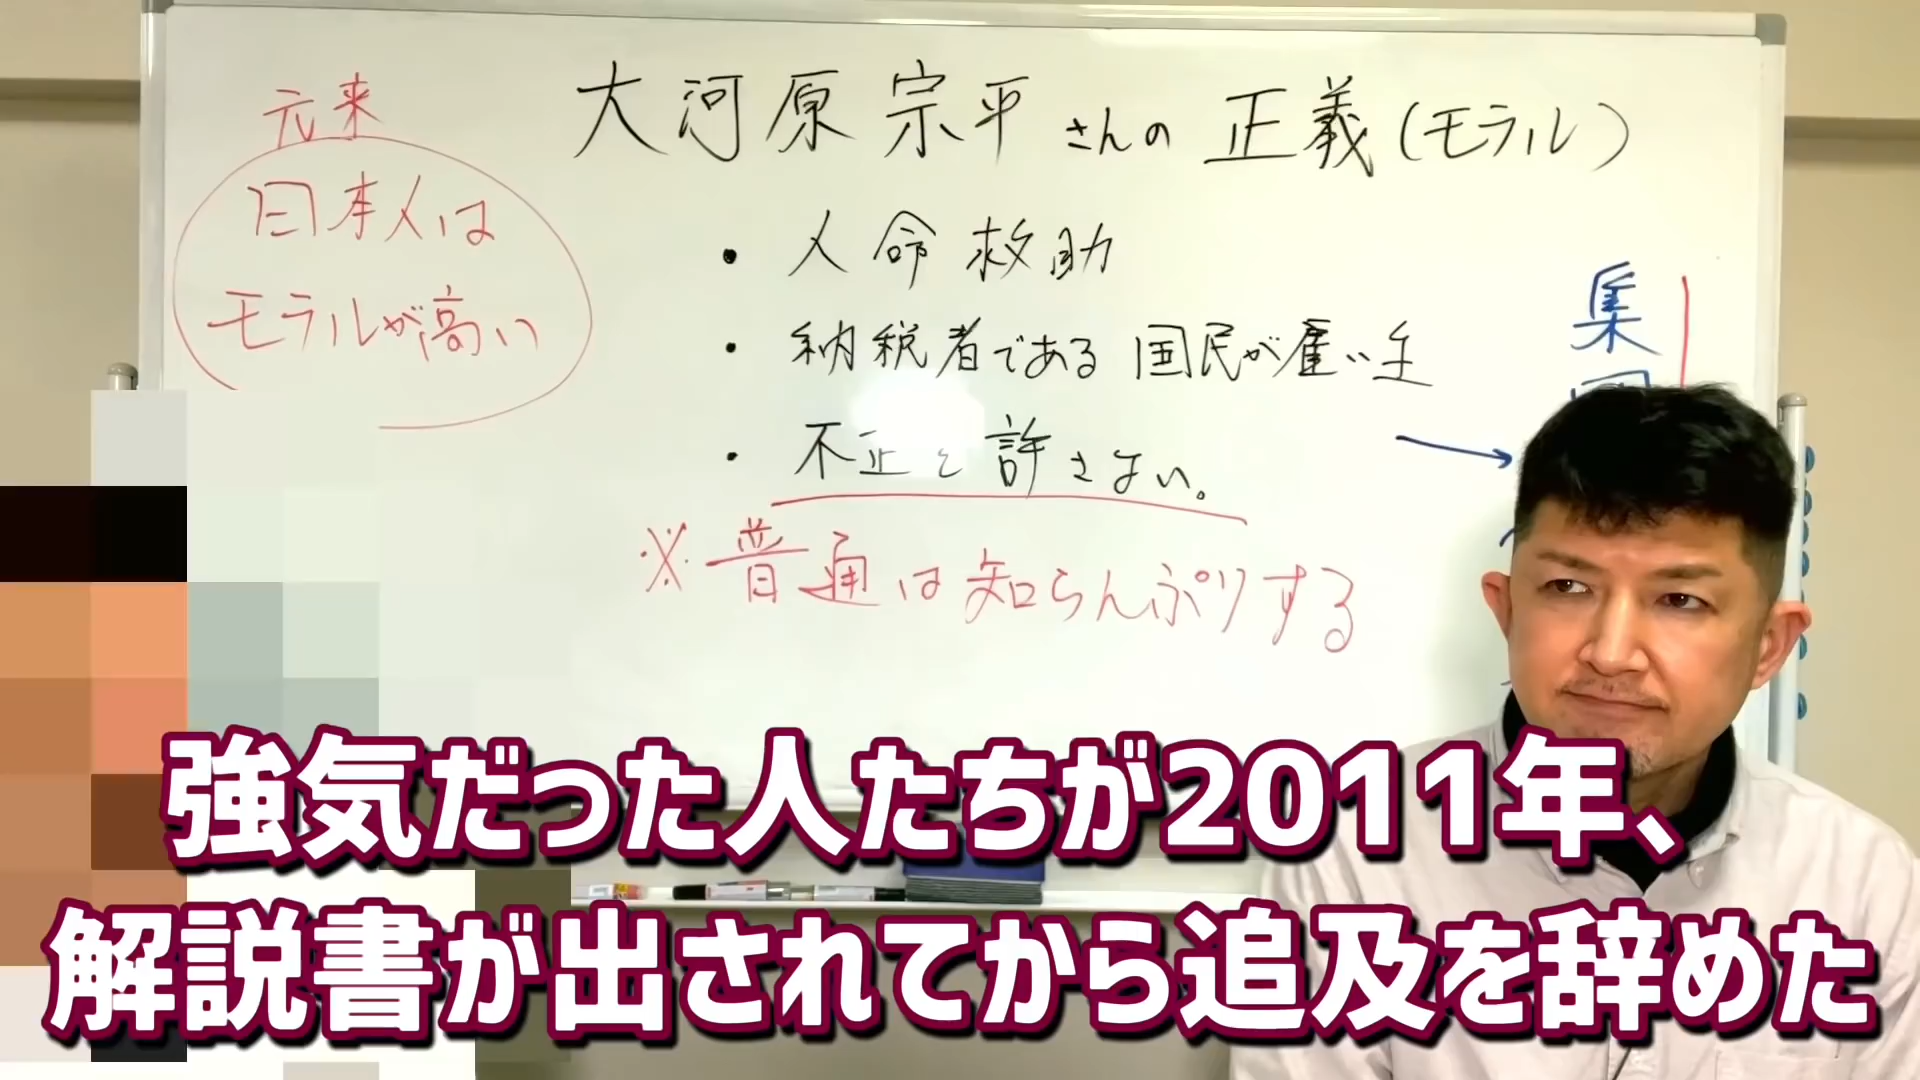 大河原宗平さんの正義(モラル)
元来
日本人は
モラルが高い
・人命救助
・納税者である国民が雇い主
・不正を許さない。
※普通は知らんぷりする
集
強気だった人たちが2011年、
解説書が出されてから追及を辞めた